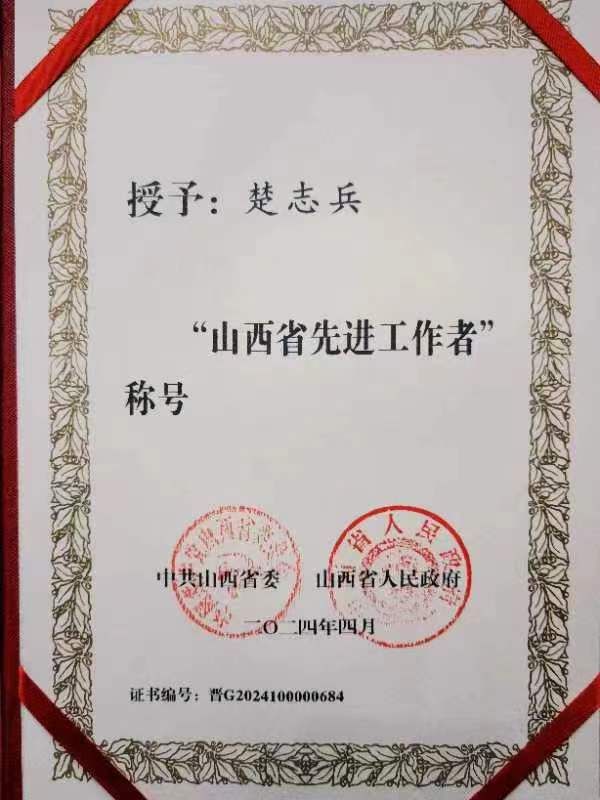 授予：楚志兵
“山西省先进工作者”
称号
中共山西省委 山西省人民政府
二〇二四年四月
证书编号：晋G2024100000684